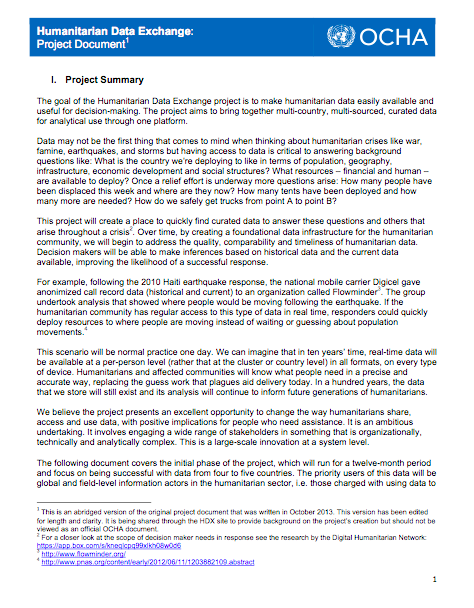 Humanitarian Data Exchange:
Project Document1
OCHA
I. Project Summary
The goal of the Humanitarian Data Exchange project is to make humanitarian data easily available and
useful for decision-making. The project aims to bring together multi-country, multi-sourced, curated data
for analytical use through one platform.
Data may not be the first thing that comes to mind when thinking about humanitarian crises like war,
famine, earthquakes, and storms but having access to data is critical to answering background
questions like: What is the country we're deploying to like in terms of population, geography,
infrastructure, economic development and social structures? What resources – financial and human –
are available to deploy? Once a relief effort is underway more questions arise: How many people have
been displaced this week and where are they now? How many tents have been deployed and how
many more are needed? How do we safely get trucks from point A to point B?
This project will create a place to quickly find curated data to answer these questions and others that
arise throughout a crisis2. Over time, by creating a foundational data infrastructure for the humanitarian
community, we will begin to address the quality, comparability and timeliness of humanitarian data.
Decision makers will be able to make inferences based on historical data and the current data
available, improving the likelihood of a successful response.
For example, following the 2010 Haiti earthquake response, the national mobile carrier Digicel gave
anonimized call record data (historical and current) to an organization called Flowminder3. The group
undertook analysis that showed where people would be moving following the earthquake. If the
humanitarian community has regular access to this type of data in real time, responders could quickly
deploy resources to where people are moving instead of waiting or guessing about population
movements.4
This scenario will be normal practice one day. We can imagine that in ten years' time, real-time data will
be available at a per-person level (rather that at the cluster or country level) in all formats, on every type
of device. Humanitarians and affected communities will know what people need in a precise and
accurate way, replacing the guess work that plagues aid delivery today. In a hundred years, the data
that we store will still exist and its analysis will continue to inform future generations of humanitarians.
We believe the project presents an excellent opportunity to change the way humanitarians share,
access and use data, with positive implications for people who need assistance. It is an ambitious
undertaking. It involves engaging a wide range of stakeholders in something that is organizationally,
technically and analytically complex. This is a large-scale innovation at a system level.
The following document covers the initial phase of the project, which will run for a twelve-month period
and focus on being successful with data from four to five countries. The priority users of this data will be
global and field-level information actors in the humanitarian sector, i.e. those charged with using data to
1 This is an abridged version of the original project document that was written in October 2013. This version has been edited
for length and clarity. It is being shared through the HDX site to provide background on the project's creation but should not be
viewed as an official OCHA document.
2 For a closer look at the scope of decision maker needs in response see the research by the Digital Humanitarian Network:
3 http://www.flowminder.org/
4 http://www.pnas.org/content/early/2012/06/11/1203882109.abstract
1